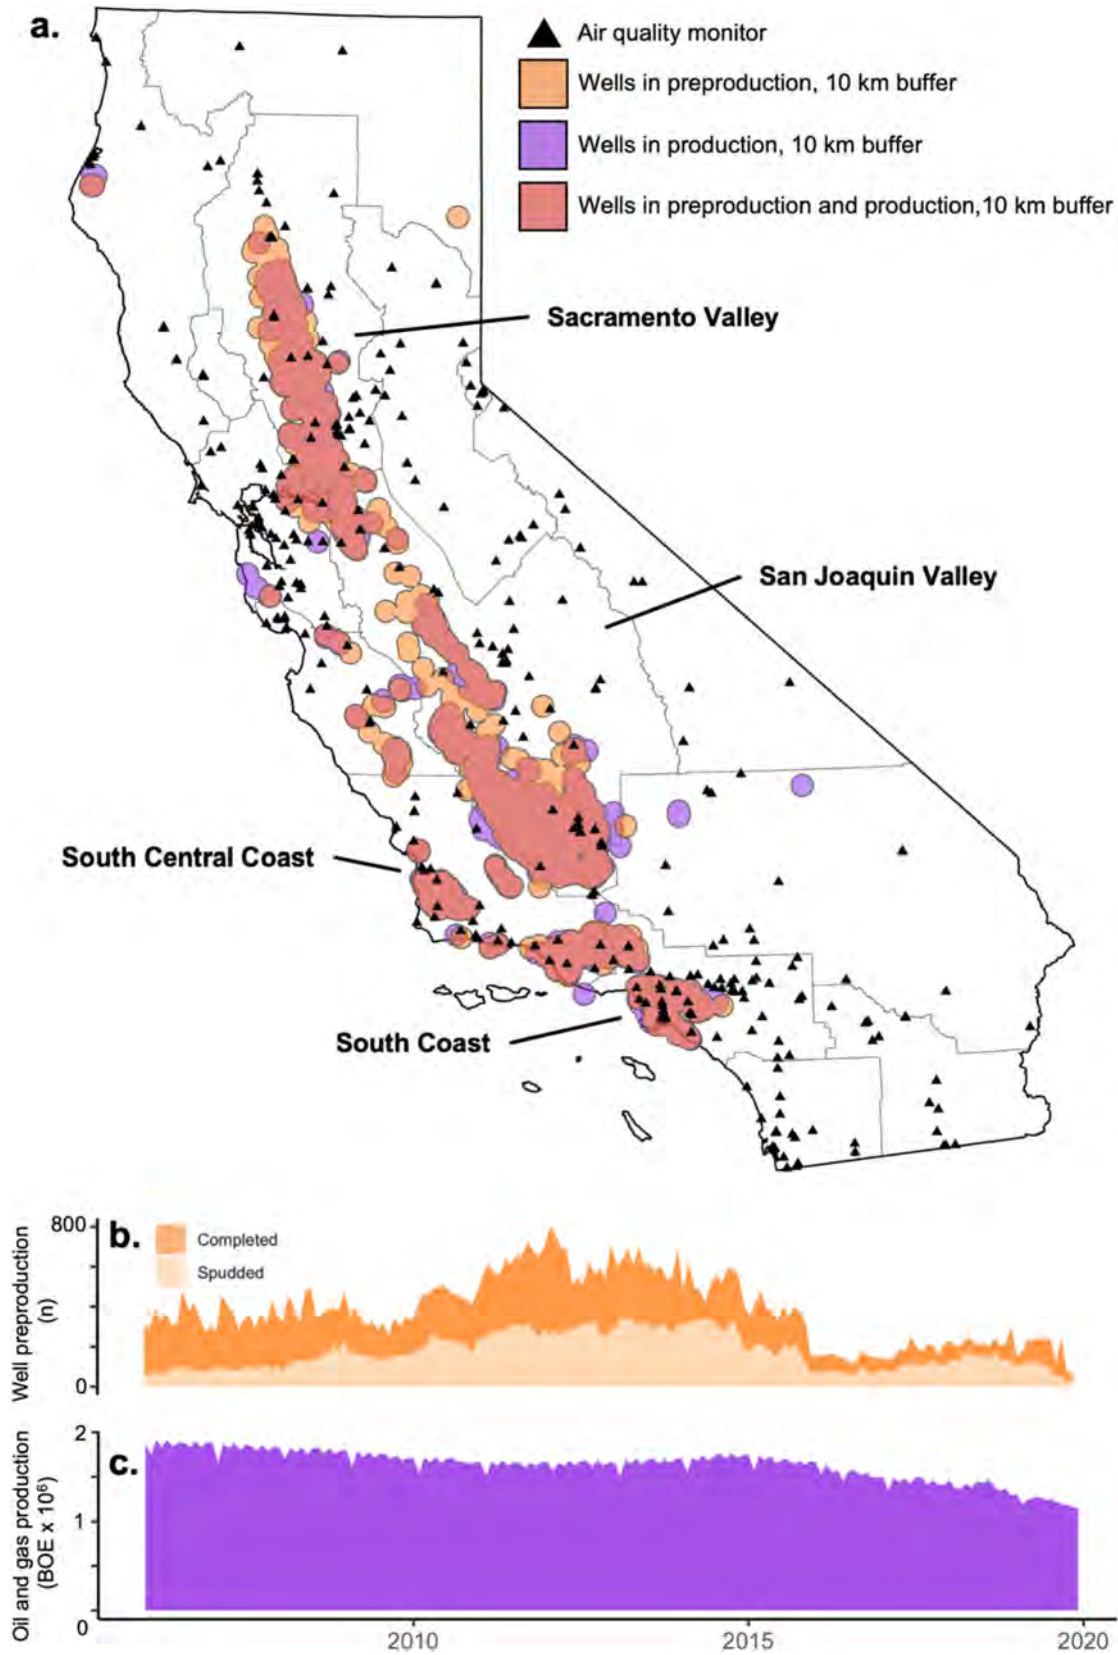 a.
Air quality monitor
Wells in preproduction, 10 km buffer
Wells in production, 10 km buffer
Wells in preproduction and production,10 km buffer
Sacramento Valley
San Joaquin Valley
South Central Coast
South Coast
b.
Completed
Spudded
Well preproduction
(n)
800
0
c.
Oil and gas production
(BOE x 10⁶)
2
1
0
2010
2015
2020